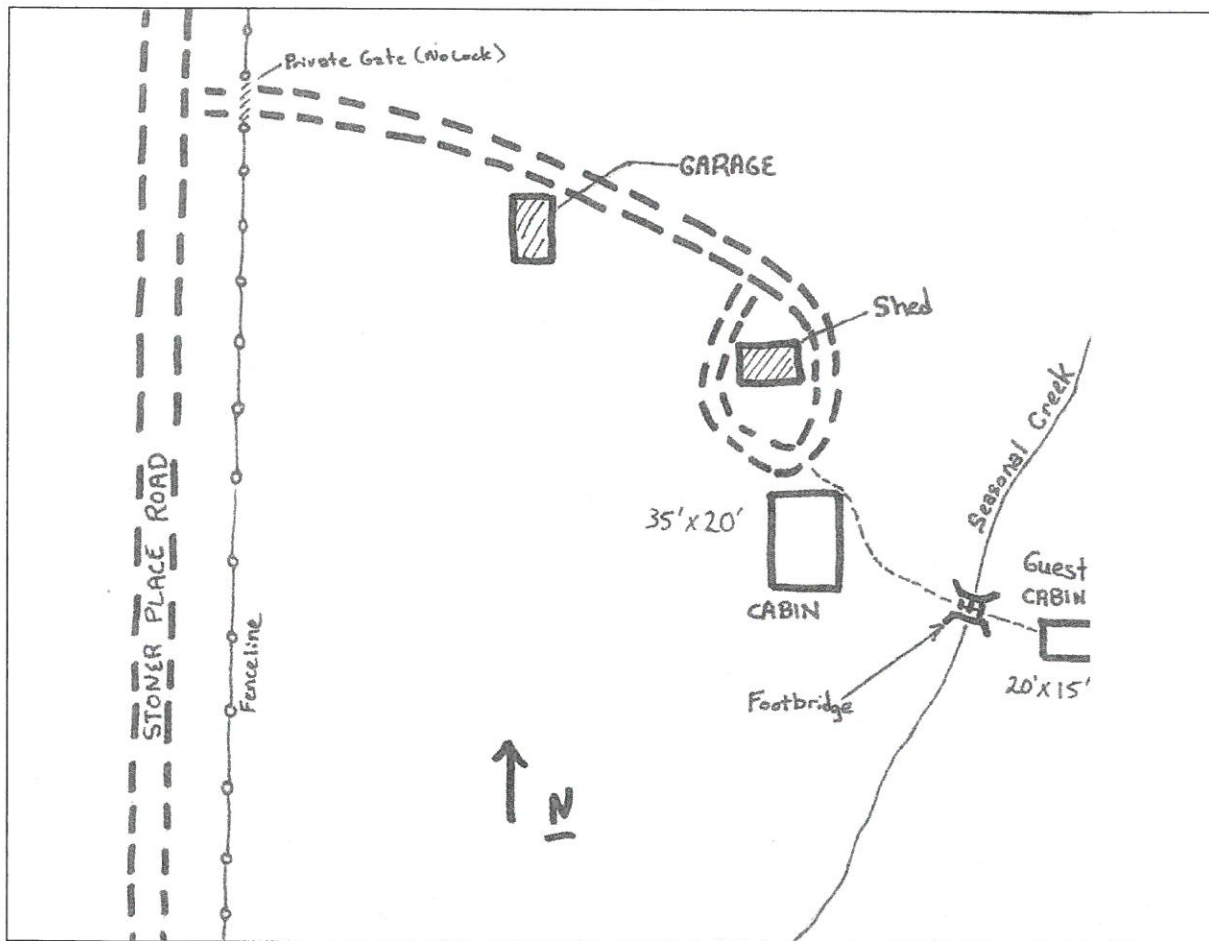 Private Gate (No Lock)
GARAGE
Shed
Seasonal Creek
STONER PLACE ROAD
Fenceline
35'x20'
CABIN
Guest
CABIN
20'x15'
Footbridge
N